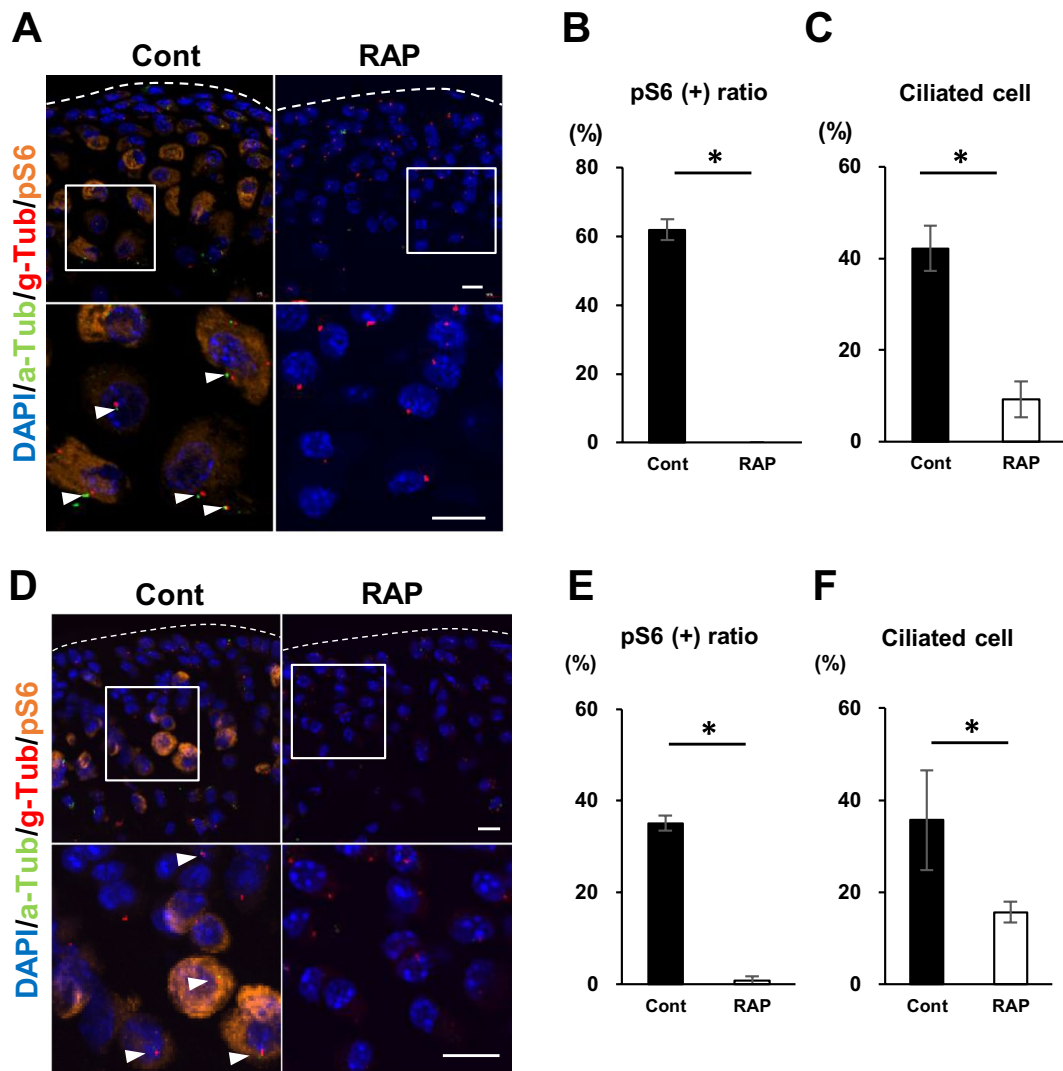 A
Cont RAP
DAPI/a-Tub/g-Tub/pS6
B
pS6 (+) ratio
(%)
*
80
60
40
20
0
Cont RAP
C
Ciliated cell
(%)
*
60
40
20
0
Cont RAP
D
Cont RAP
DAPI/a-Tub/g-Tub/pS6
E
pS6 (+) ratio
(%)
*
60
40
20
0
Cont RAP
F
Ciliated cell
(%)
*
60
40
20
0
Cont RAP